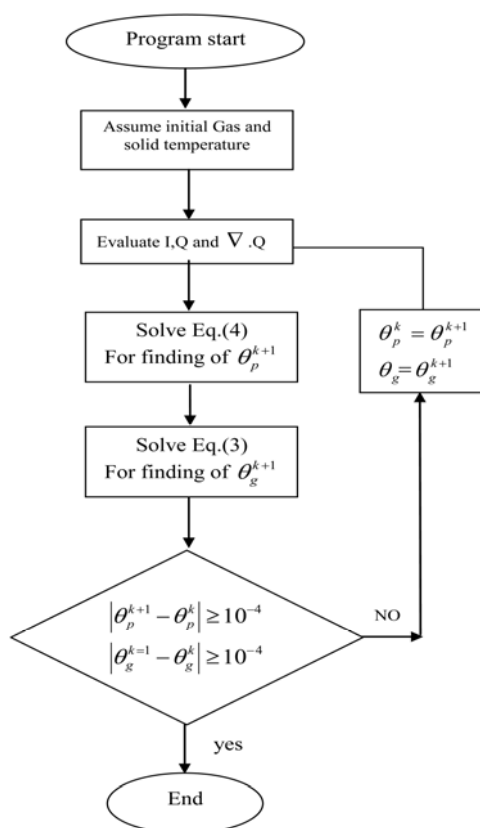 Program start
Assume initial Gas and
solid temperature
Evaluate I,Q and ∇ .Q
Solve Eq.(4)
For finding of θ_p^{k+1}
Solve Eq.(3)
For finding of θ_g^{k+1}
|θ_p^{k+1} − θ_p^k| ≥ 10^{-4}
|θ_g^{k=1} − θ_g^k| ≥ 10^{-4}
NO
θ_p^k = θ_p^{k+1}
θ_g = θ_g^{k+1}
yes
End